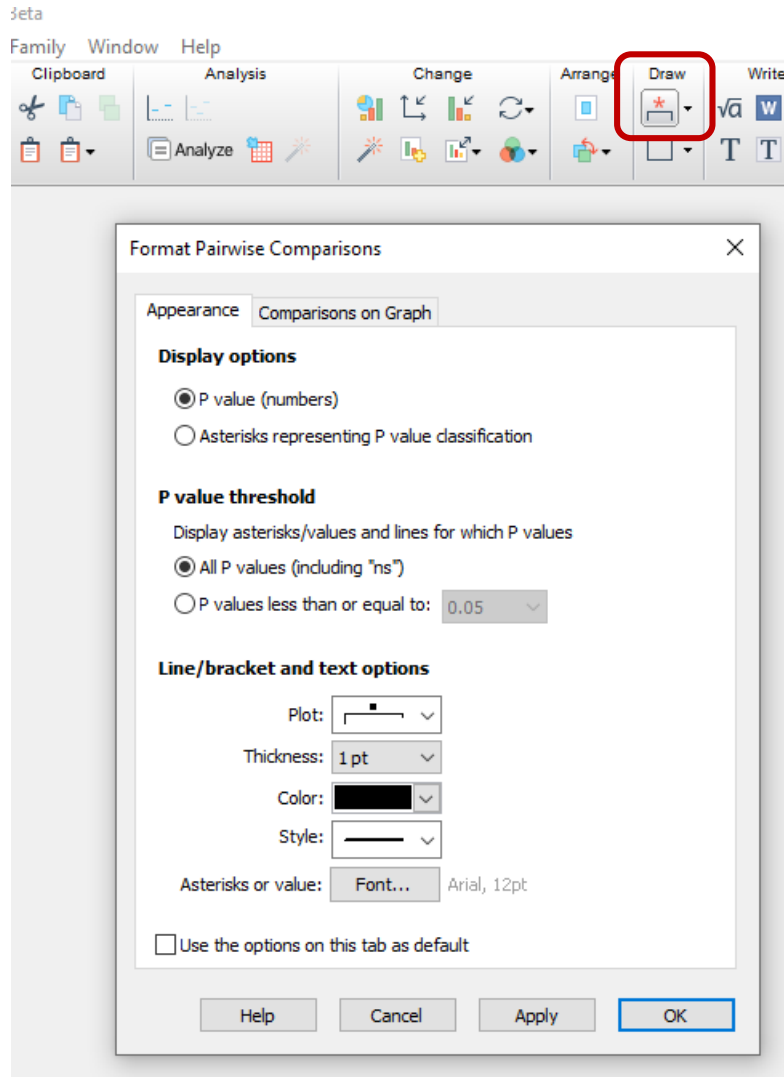 Beta
Family Window Help
Clipboard Analysis Change Arrange Draw Write
√α W
Analyze T T
Format Pairwise Comparisons
Appearance Comparisons on Graph
Display options
P value (numbers)
Asterisks representing P value classification
P value threshold
Display asterisks/values and lines for which P values
All P values (including "ns")
P values less than or equal to: 0.05
Line/bracket and text options
Plot:
Thickness: 1 pt
Color:
Style:
Asterisks or value: Font... Arial, 12pt
Use the options on this tab as default
Help Cancel Apply OK